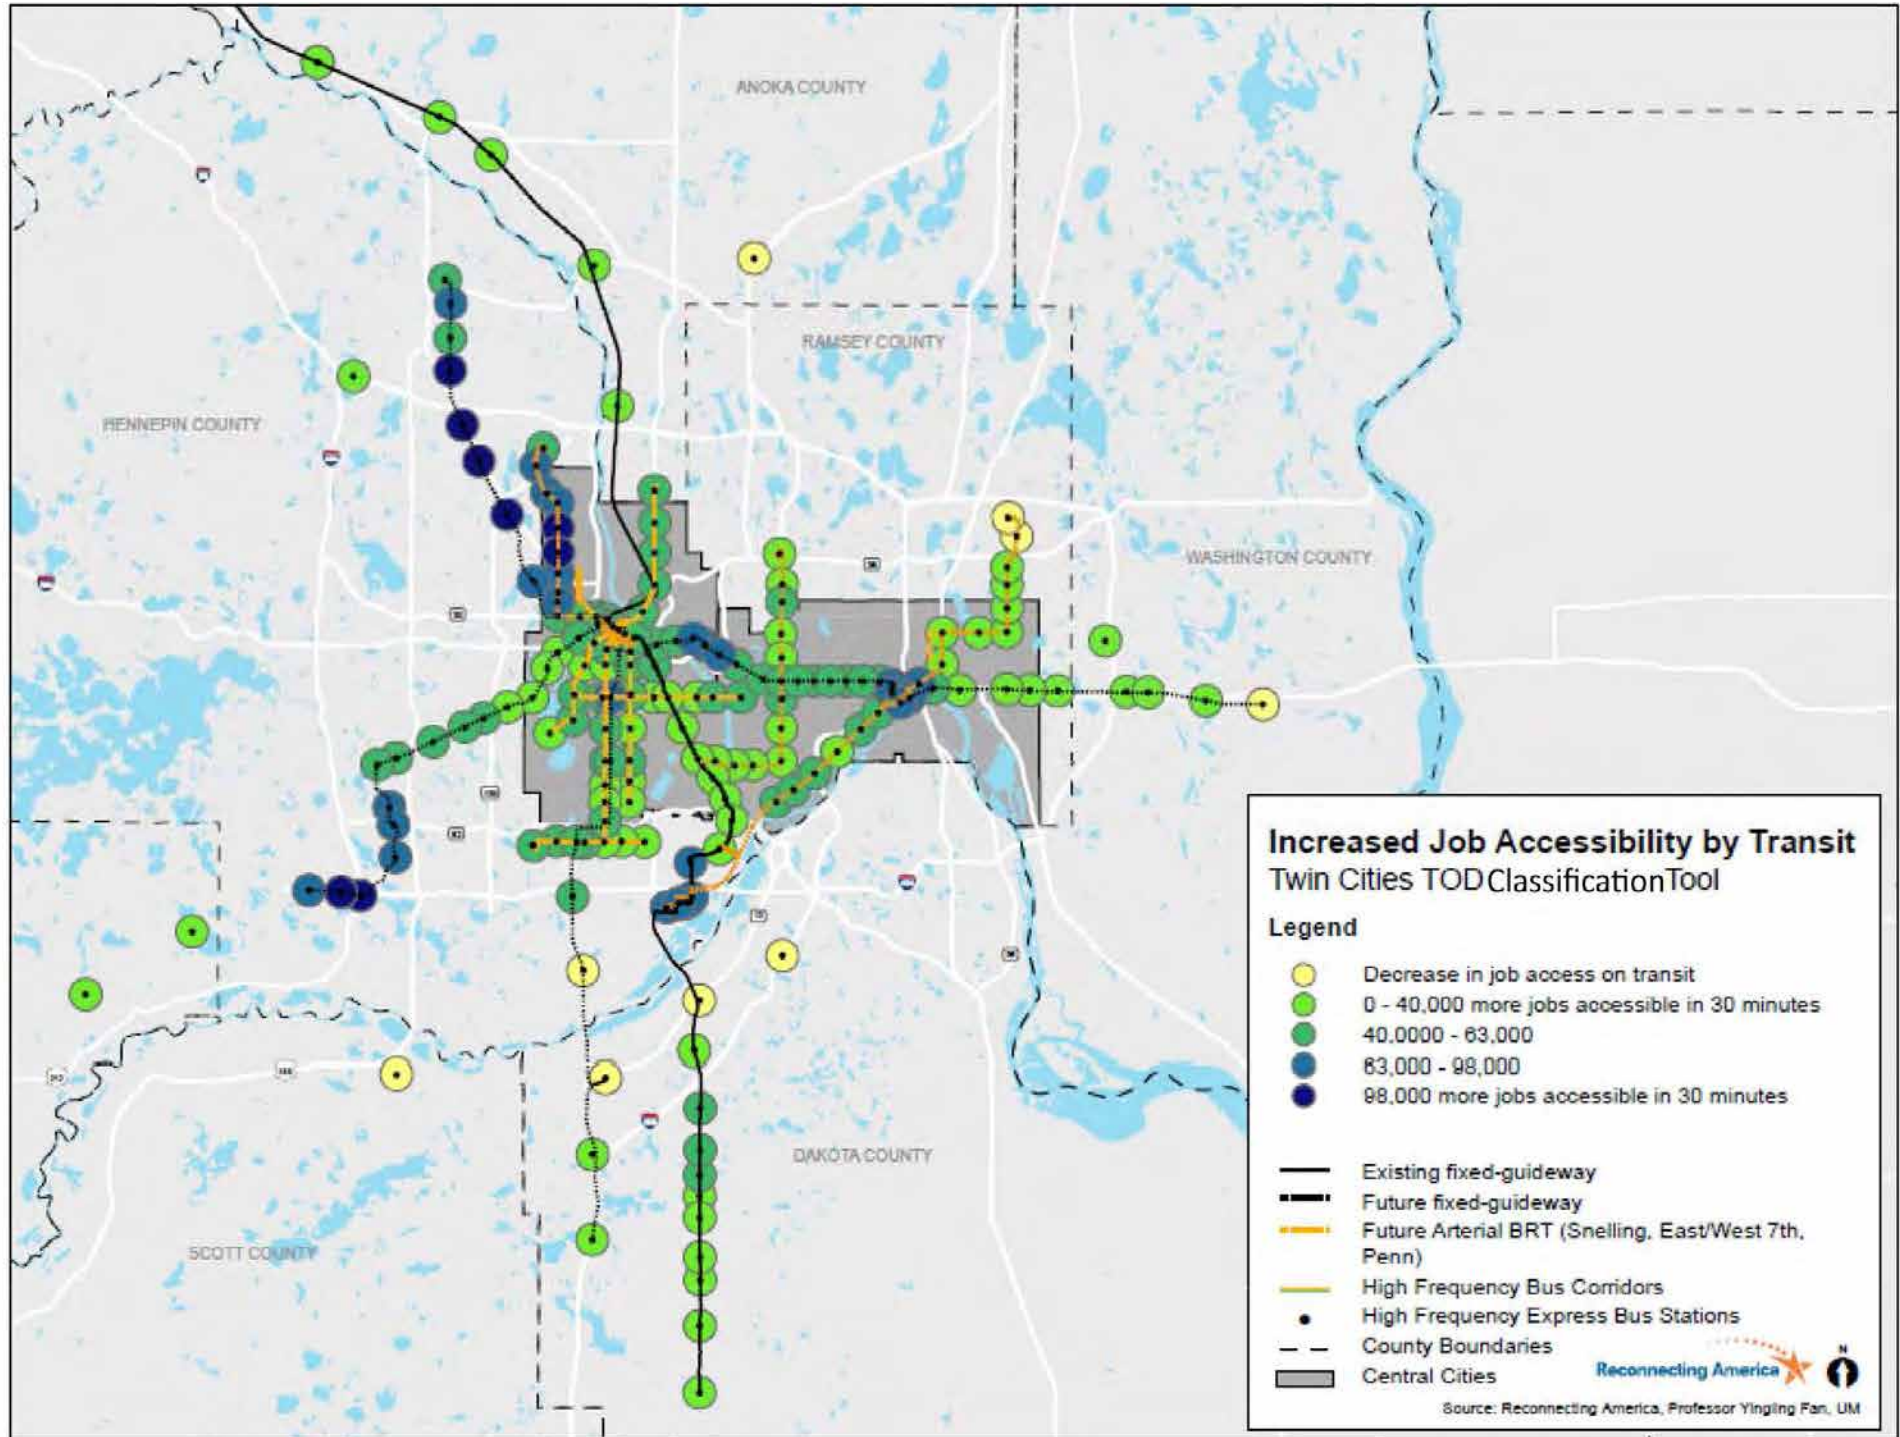 ANOKA COUNTY
RAMSEY COUNTY
HENNEPIN COUNTY
WASHINGTON COUNTY
DAKOTA COUNTY
SCOTT COUNTY
Increased Job Accessibility by Transit
Twin Cities TOD Classification Tool
Legend
Decrease in job access on transit
0 - 40,000 more jobs accessible in 30 minutes
40,0000 - 63,000
63,000 - 98,000
98,000 more jobs accessible in 30 minutes
Existing fixed-guideway
Future fixed-guideway
Future Arterial BRT (Snelling, East/West 7th,
Penn)
High Frequency Bus Corridors
High Frequency Express Bus Stations
County Boundaries
Central Cities
Reconnecting America
N
Source: Reconnecting America, Professor Yingling Fan, UM